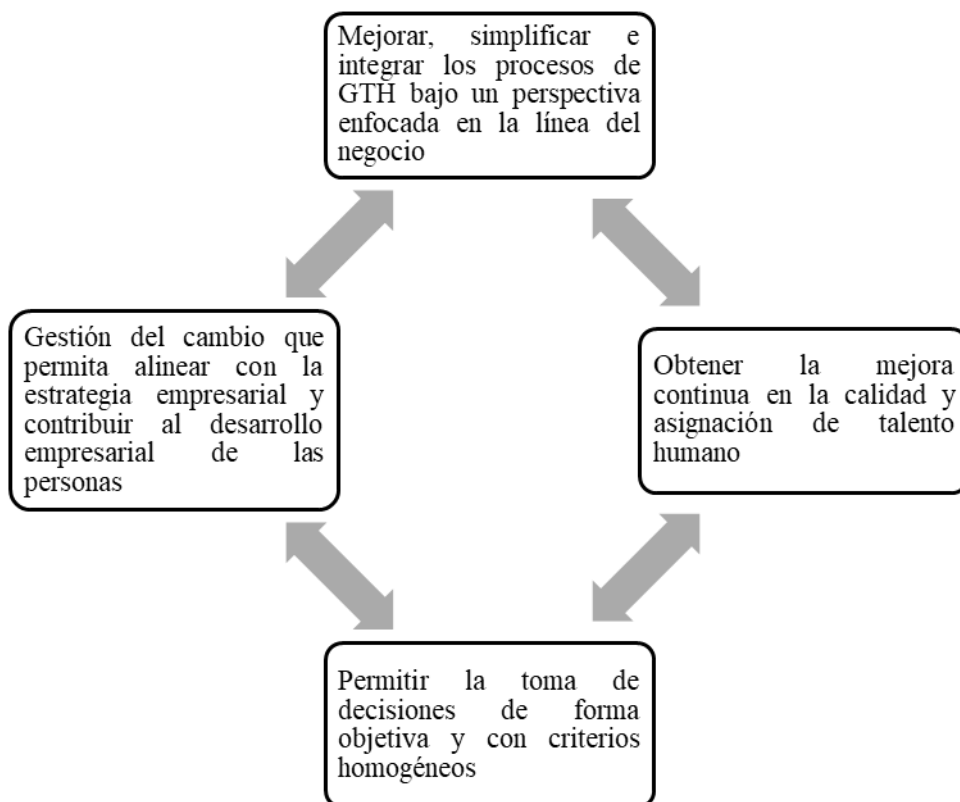 Mejorar, simplificar e
integrar los procesos de
GTH bajo un perspectiva
enfocada en la línea del
negocio
Gestión del cambio que
permita alinear con la
estrategia empresarial y
contribuir al desarrollo
empresarial de las
personas
Obtener la mejora
continua en la calidad y
asignación de talento
humano
Permitir la toma de
decisiones de forma
objetiva y con criterios
homogéneos